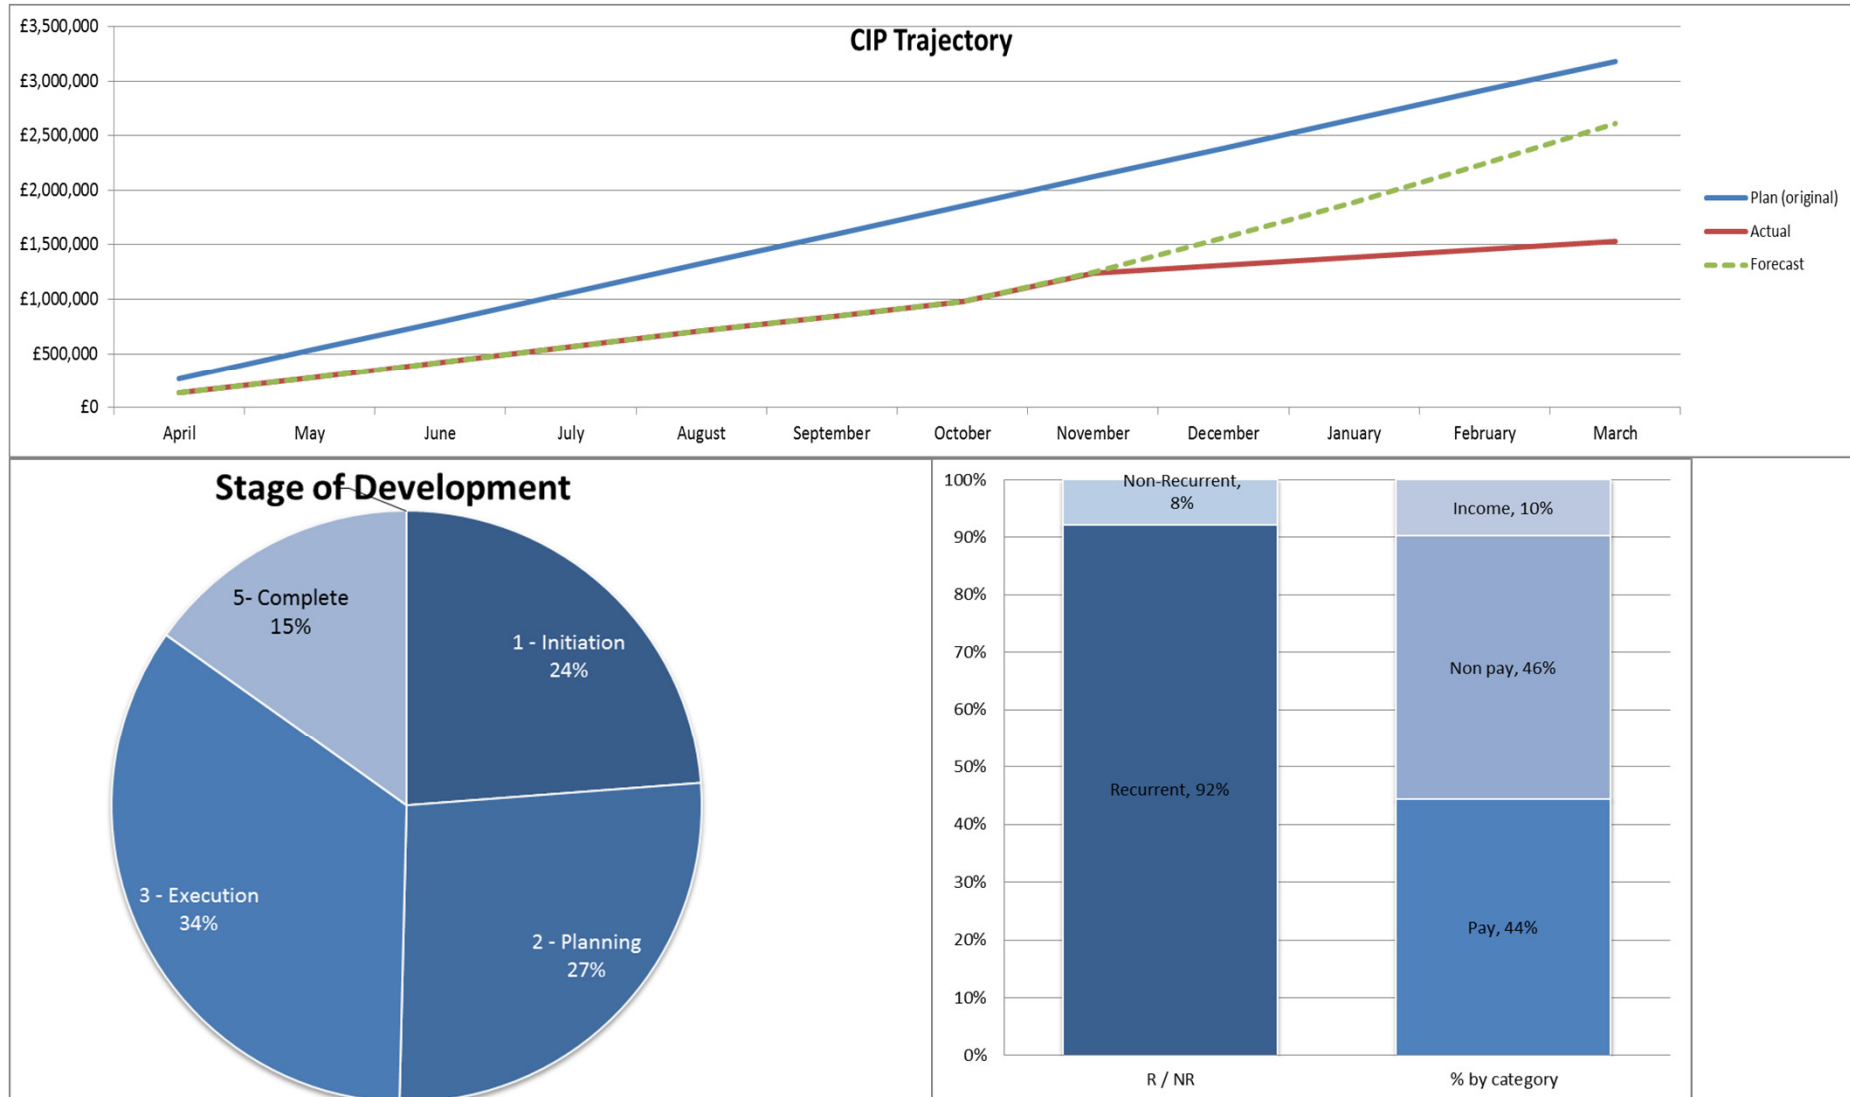 CIP Trajectory
£3,500,000
£3,000,000
£2,500,000
£2,000,000
£1,500,000
£1,000,000
£500,000
£0
April May June July August September October November December January February March
Plan (original)
Actual
Forecast
Stage of Development
5- Complete
15%
1 - Initiation
24%
3 - Execution
34%
2 - Planning
27%
100%
90%
80%
70%
60%
50%
40%
30%
20%
10%
0%
Non-Recurrent,
8%
Recurrent, 92%
Income, 10%
Non pay, 46%
Pay, 44%
R / NR % by category